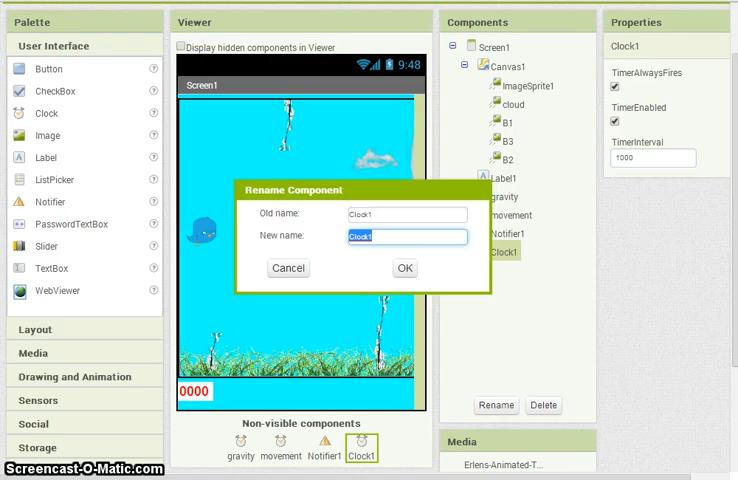 Palette
User Interface
Button
CheckBox
Clock
Image
Label
ListPicker
Notifier
PasswordTextBox
Slider
TextBox
WebViewer
Layout
Media
Drawing and Animation
Sensors
Social
Storage
Viewer
Display hidden components in Viewer
9:48
Screen1
0000
Non-visible components
gravity movement Notifier1 Clock1
Rename Component
Old name: Clock1
New name: Clock1
Cancel OK
Components
Screen1
Canvas1
ImageSprite1
cloud
B1
B3
B2
Label1
gravity
movement
Notifier1
Clock1
Rename Delete
Media
Erlens-Animated-T...
Properties
Clock1
TimerAlwaysFires
TimerEnabled
TimerInterval
1000
Screencast-O-Matic.com